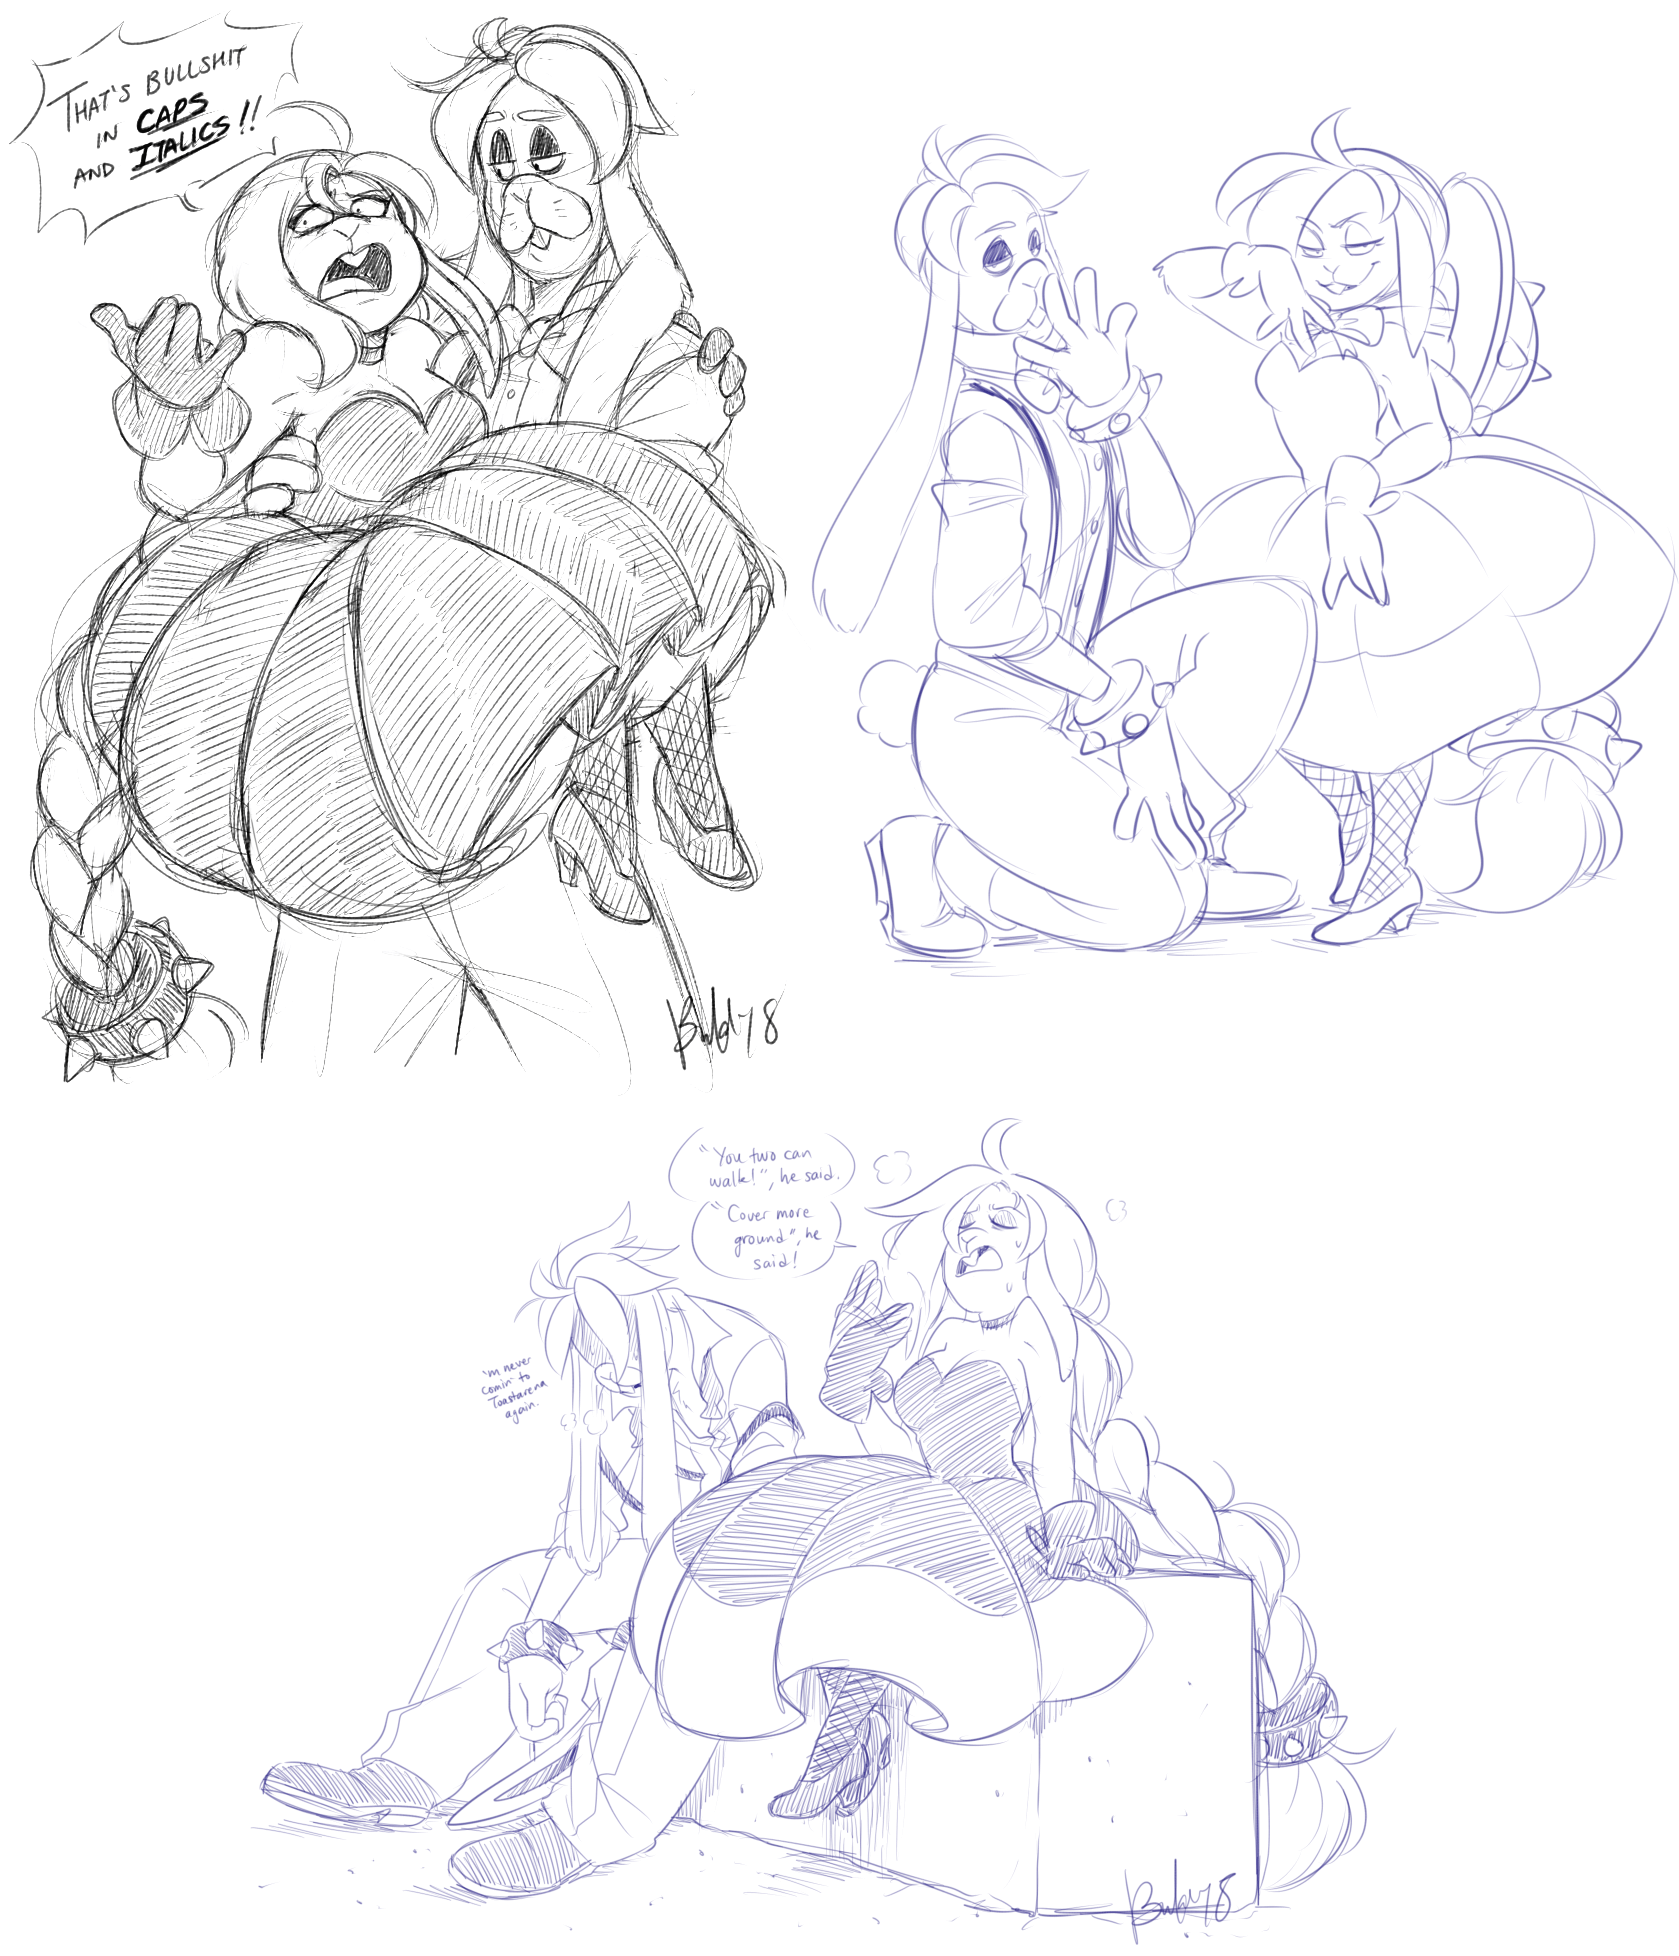 THAT'S BULLSHIT
IN CAPS
AND ITALICS!!
"You two can
walk!", he said.
"Cover more
ground", he
said!
'm never
comin' to
Toastarena
again.